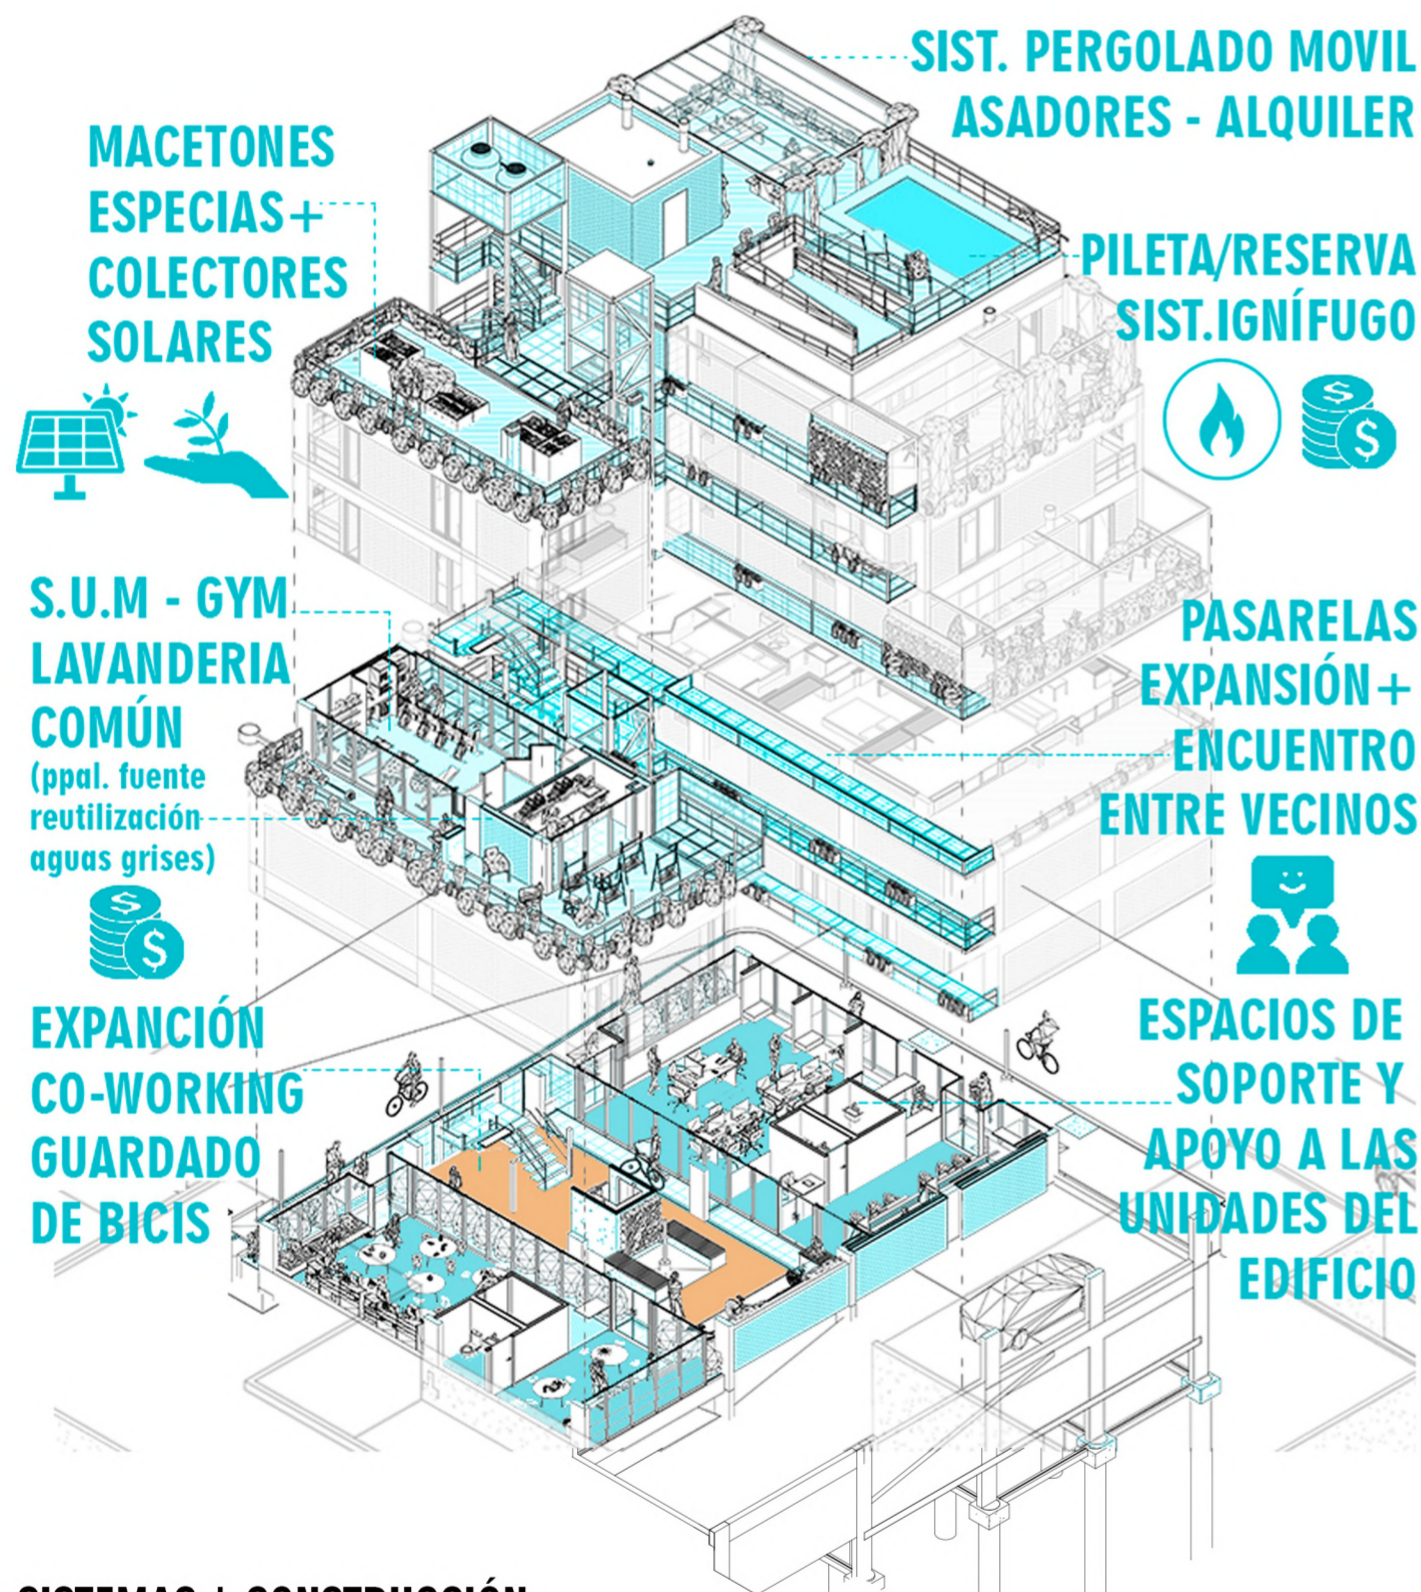 SIST. PERGOLADO MOVIL
ASADORES - ALQUILER
MACETONES
ESPECIAS+
COLECTORES
SOLARES
PILETA/RESERVA
SIST.IGNÍFUGO
S.U.M - GYM
LAVANDERIA
COMÚN
(ppal. fuente
reutilización
aguas grises)
PASARELAS
EXPANSIÓN+
ENCUENTRO
ENTRE VECINOS
EXPANCIÓN
CO-WORKING
GUARDADO
DE BICIS
ESPACIOS DE
SOPORTE Y
APOYO A LAS
UNIDADES DEL
EDIFICIO
SISTEMAS + CONSTRUCCIÓN